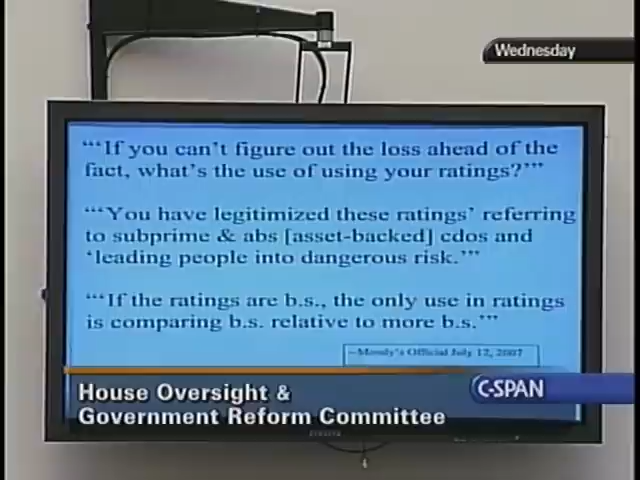 Wednesday
"'If you can't figure out the loss ahead of the
fact, what's the use of using your ratings?'"
"'You have legitimized these ratings' referring
to subprime & abs [asset-backed] cdos and
'leading people into dangerous risk.'"
"'If the ratings are b.s., the only use in ratings
is comparing b.s. relative to more b.s.'"
--Moody's Official July 12, 2007
House Oversight &
Government Reform Committee
C-SPAN
SAMSUNG